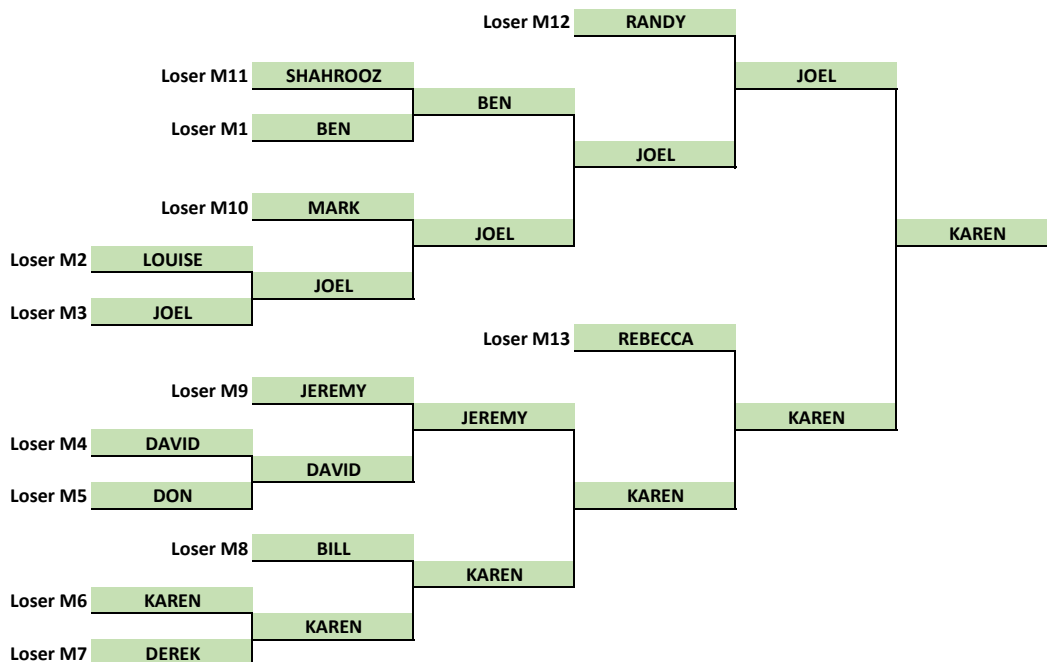 Loser M12 RANDY
Loser M11 SHAHROOZ JOEL
BEN
Loser M1 BEN
JOEL
Loser M10 MARK
JOEL KAREN
Loser M2 LOUISE
JOEL
Loser M3 JOEL
Loser M13 REBECCA
Loser M9 JEREMY
JEREMY KAREN
Loser M4 DAVID
DAVID
Loser M5 DON KAREN
Loser M8 BILL
KAREN
Loser M6 KAREN
KAREN
Loser M7 DEREK